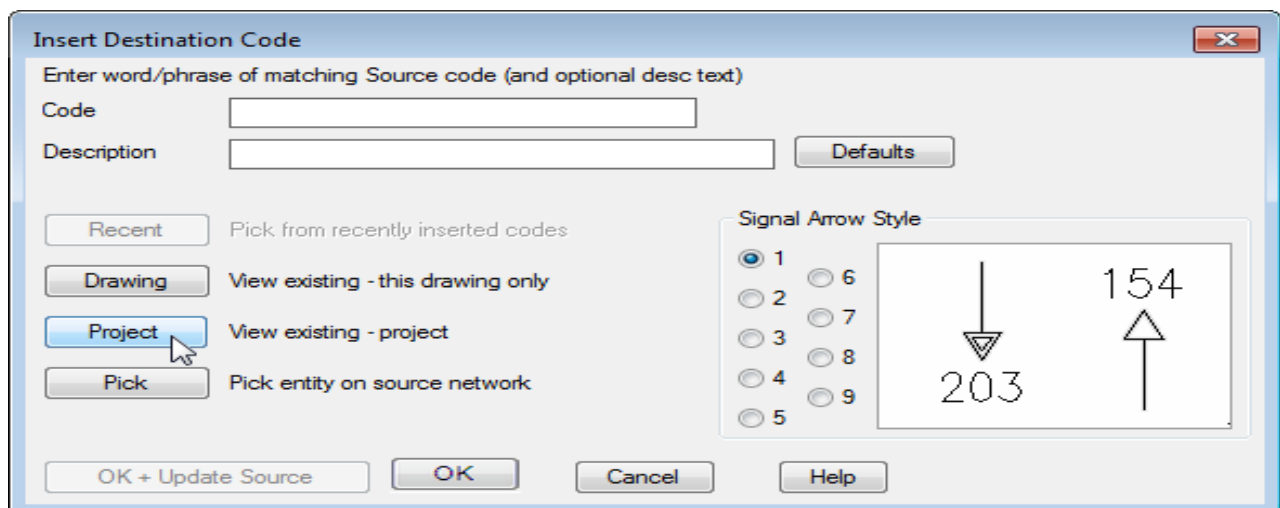 Insert Destination Code
Enter word/phrase of matching Source code (and optional desc text)
Code
Description
Defaults
Recent Pick from recently inserted codes
Drawing View existing - this drawing only
Project View existing - project
Pick Pick entity on source network
Signal Arrow Style
1
2
3
4
5
6
7
8
9
203
154
OK + Update Source OK Cancel Help